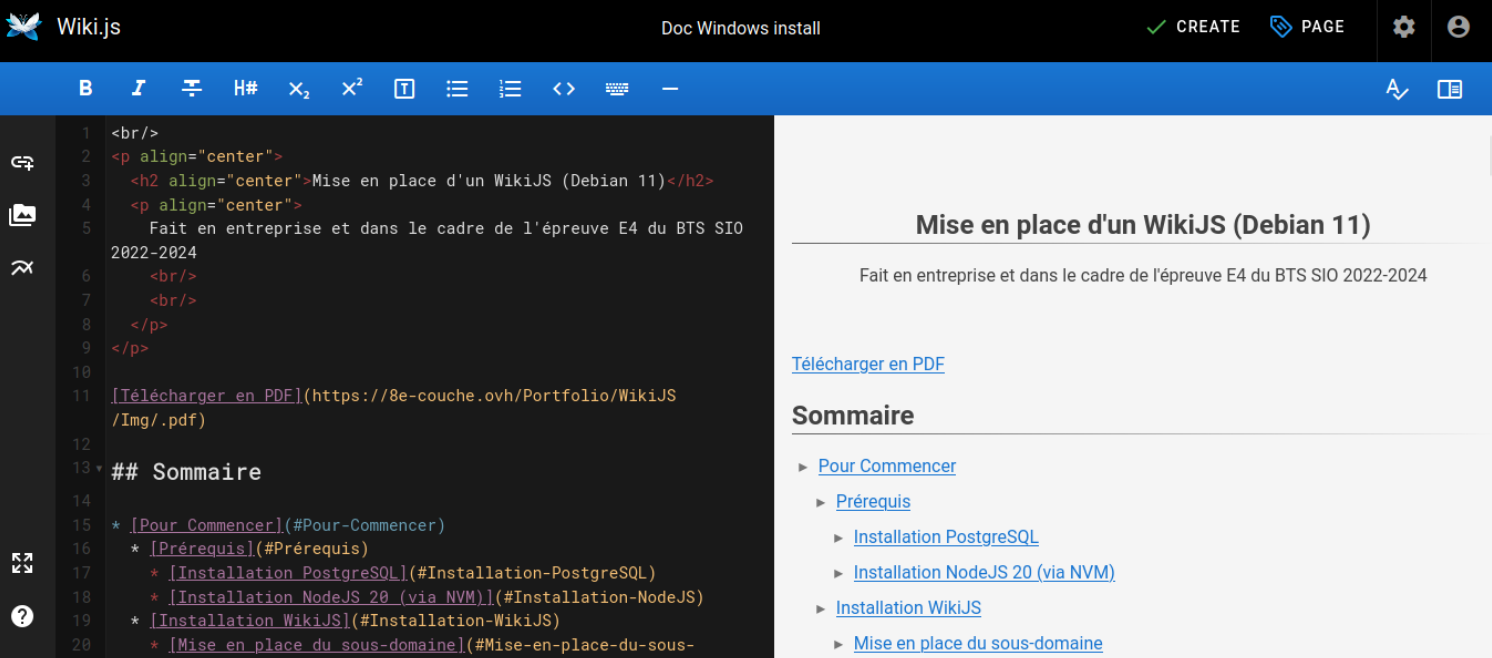 Wiki.js
Doc Windows install
CREATE
PAGE
B I T H# X₂ X² T <> 
1 <br/>
2 <p align="center">
3 <h2 align="center">Mise en place d'un WikiJS (Debian 11)</h2>
4 <p align="center">
5 Fait en entreprise et dans le cadre de l'épreuve E4 du BTS SIO
2022-2024
6 <br/>
7 <br/>
8 </p>
9 </p>
10
11 [Télécharger en PDF](https://8e-couche.ovh/Portfolio/WikiJS
/Img/.pdf)
12
13 ## Sommaire
14
15 * [Pour Commencer](#Pour-Commencer)
16 * [Prérequis](#Prérequis)
17 * [Installation PostgreSQL](#Installation-PostgreSQL)
18 * [Installation NodeJS 20 (via NVM)](#Installation-NodeJS)
19 * [Installation WikiJS](#Installation-WikiJS)
20 * [Mise en place du sous-domaine](#Mise-en-place-du-sous-
Mise en place d'un WikiJS (Debian 11)
Fait en entreprise et dans le cadre de l'épreuve E4 du BTS SIO 2022-2024
Télécharger en PDF
Sommaire
Pour Commencer
Prérequis
Installation PostgreSQL
Installation NodeJS 20 (via NVM)
Installation WikiJS
Mise en place du sous-domaine